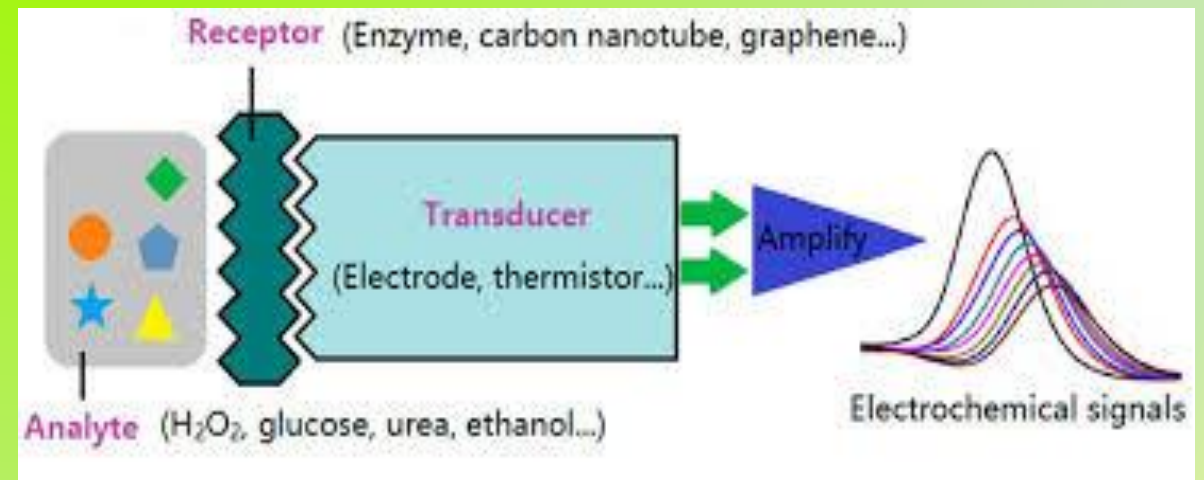 Receptor (Enzyme, carbon nanotube, graphene...)
Transducer
(Electrode, thermistor...)
Amplify
Analyte (H₂O₂, glucose, urea, ethanol...)
Electrochemical signals